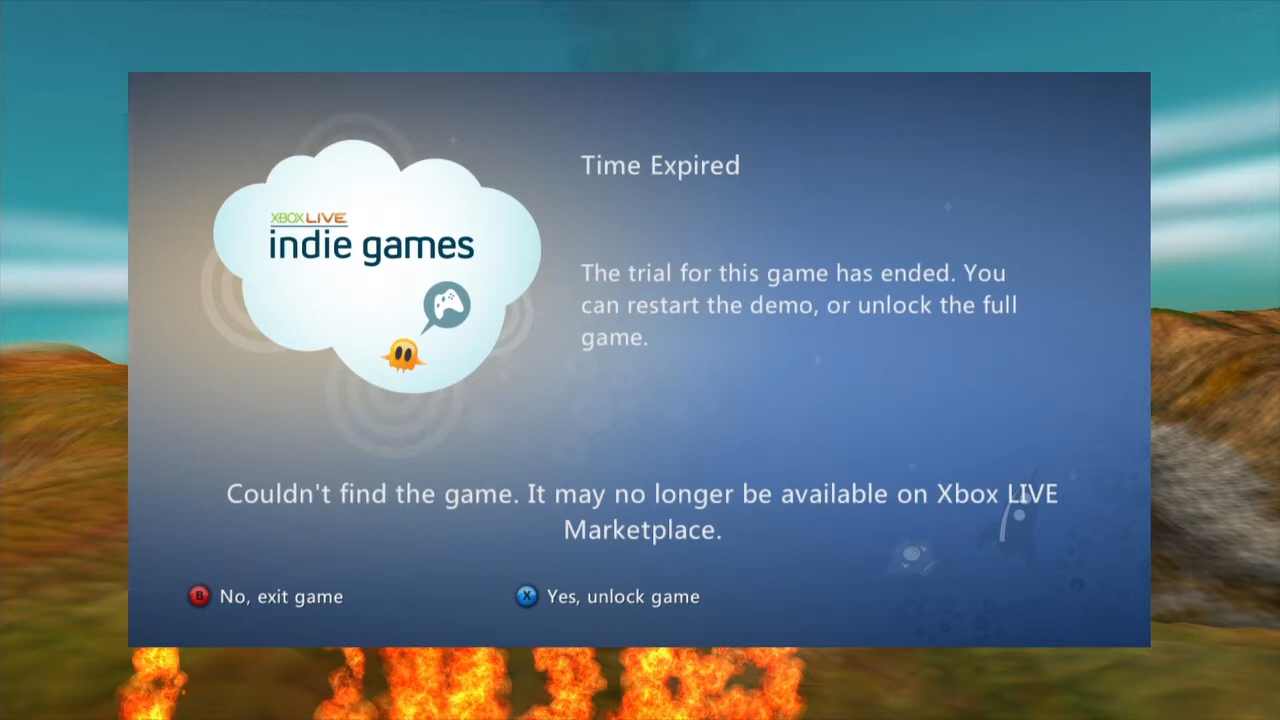 XBOX LIVE
indie games
Time Expired
The trial for this game has ended. You
can restart the demo, or unlock the full
game.
Couldn't find the game. It may no longer be available on Xbox LIVE
Marketplace.
B No, exit game
X Yes, unlock game